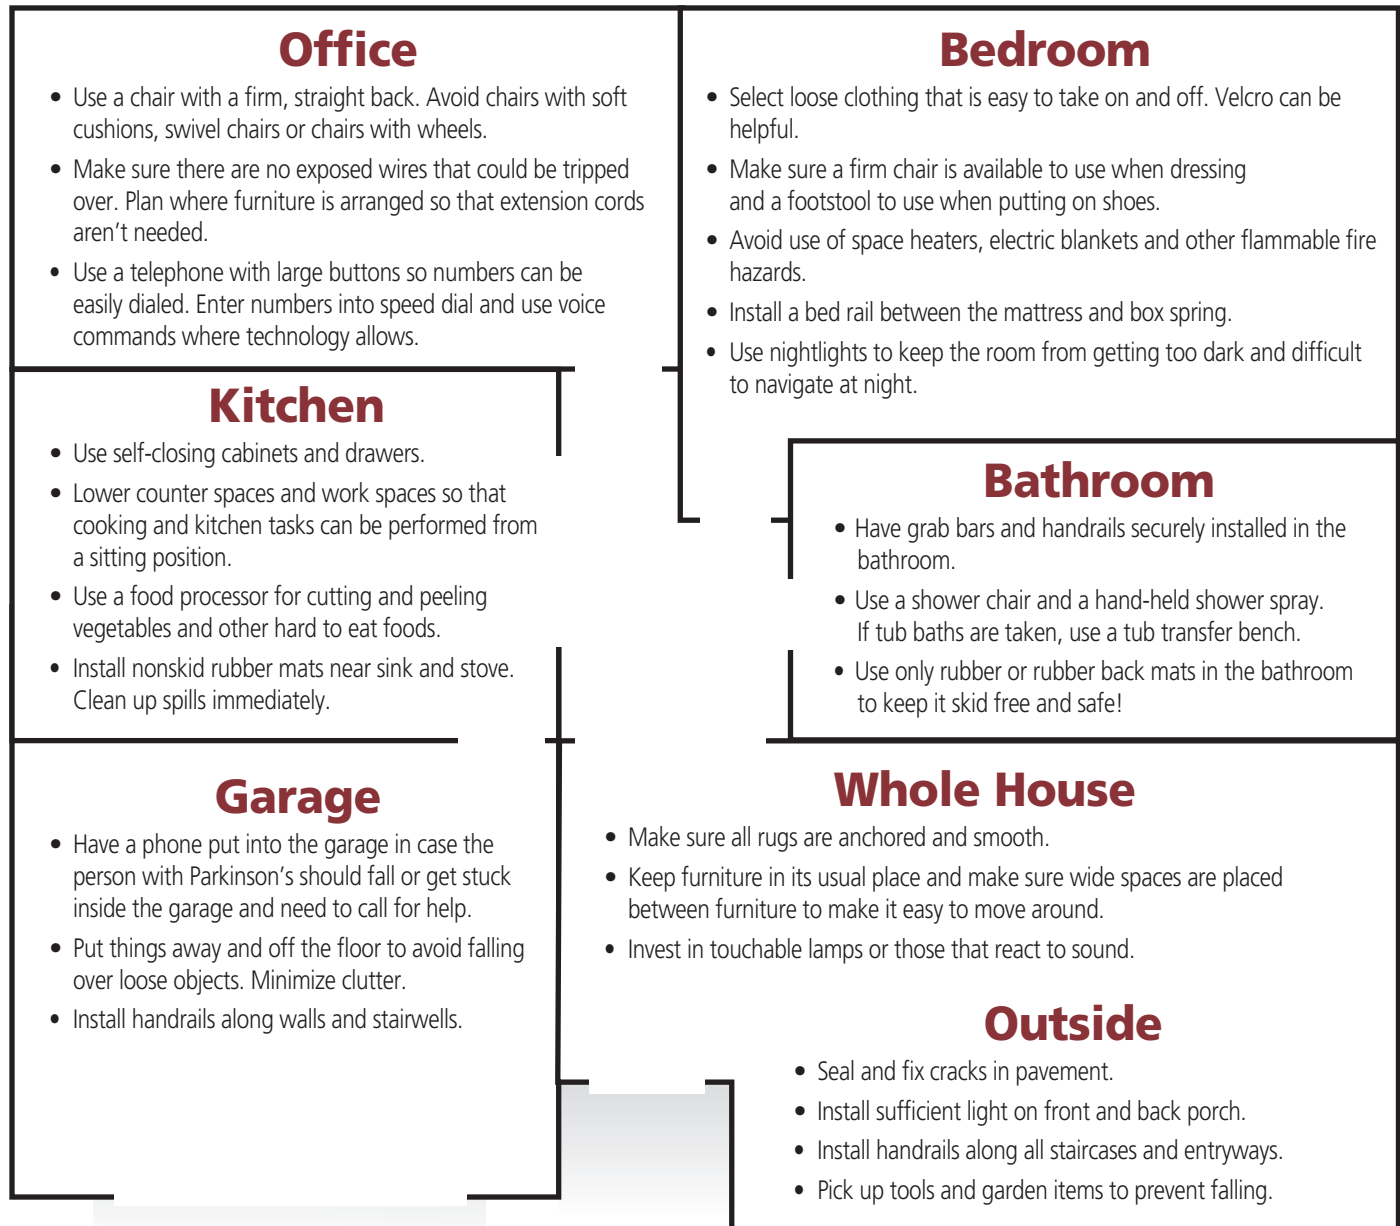 Office
• Use a chair with a firm, straight back. Avoid chairs with soft
cushions, swivel chairs or chairs with wheels.
• Make sure there are no exposed wires that could be tripped
over. Plan where furniture is arranged so that extension cords
aren't needed.
• Use a telephone with large buttons so numbers can be
easily dialed. Enter numbers into speed dial and use voice
commands where technology allows.
Bedroom
• Select loose clothing that is easy to take on and off. Velcro can be
helpful.
• Make sure a firm chair is available to use when dressing
and a footstool to use when putting on shoes.
• Avoid use of space heaters, electric blankets and other flammable fire
hazards.
• Install a bed rail between the mattress and box spring.
• Use nightlights to keep the room from getting too dark and difficult
to navigate at night.
Kitchen
• Use self-closing cabinets and drawers.
• Lower counter spaces and work spaces so that
cooking and kitchen tasks can be performed from
a sitting position.
• Use a food processor for cutting and peeling
vegetables and other hard to eat foods.
• Install nonskid rubber mats near sink and stove.
Clean up spills immediately.
Bathroom
• Have grab bars and handrails securely installed in the
bathroom.
• Use a shower chair and a hand-held shower spray.
If tub baths are taken, use a tub transfer bench.
• Use only rubber or rubber back mats in the bathroom
to keep it skid free and safe!
Garage
• Have a phone put into the garage in case the
person with Parkinson's should fall or get stuck
inside the garage and need to call for help.
• Put things away and off the floor to avoid falling
over loose objects. Minimize clutter.
• Install handrails along walls and stairwells.
Whole House
• Make sure all rugs are anchored and smooth.
• Keep furniture in its usual place and make sure wide spaces are placed
between furniture to make it easy to move around.
• Invest in touchable lamps or those that react to sound.
Outside
• Seal and fix cracks in pavement.
• Install sufficient light on front and back porch.
• Install handrails along all staircases and entryways.
• Pick up tools and garden items to prevent falling.